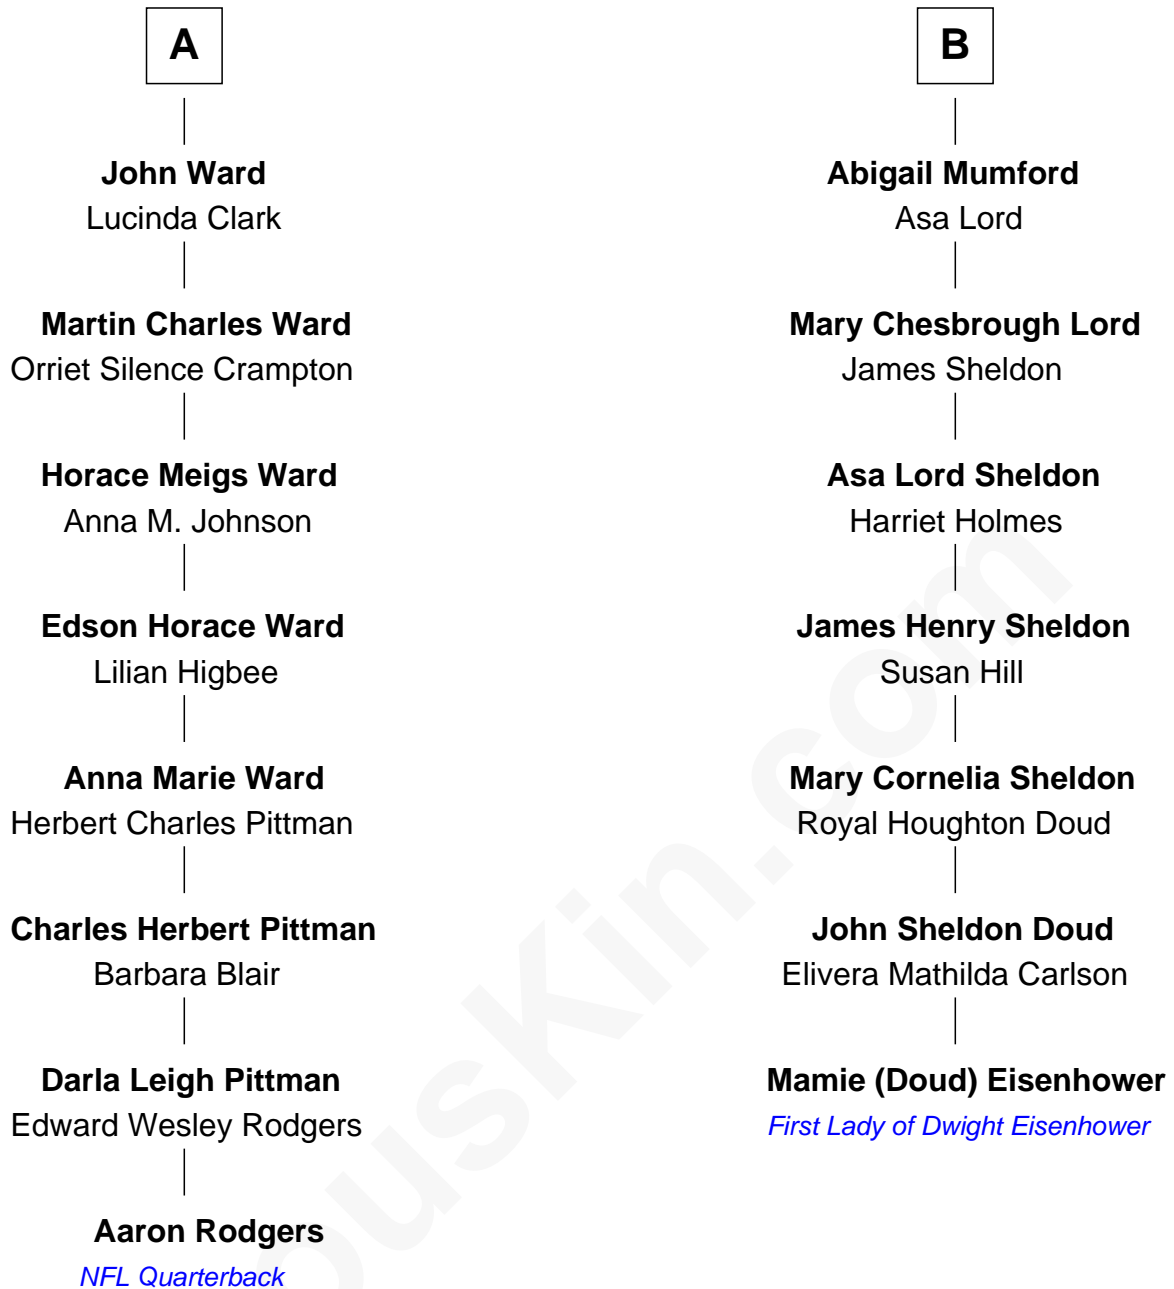 A
John Ward
Lucinda Clark
Martin Charles Ward
Orriet Silence Crampton
Horace Meigs Ward
Anna M. Johnson
Edson Horace Ward
Lilian Higbee
Anna Marie Ward
Herbert Charles Pittman
Charles Herbert Pittman
Barbara Blair
Darla Leigh Pittman
Edward Wesley Rodgers
Aaron Rodgers
NFL Quarterback
B
Abigail Mumford
Asa Lord
Mary Chesbrough Lord
James Sheldon
Asa Lord Sheldon
Harriet Holmes
James Henry Sheldon
Susan Hill
Mary Cornelia Sheldon
Royal Houghton Doud
John Sheldon Doud
Elivera Mathilda Carlson
Mamie (Doud) Eisenhower
First Lady of Dwight Eisenhower
ousKin.com